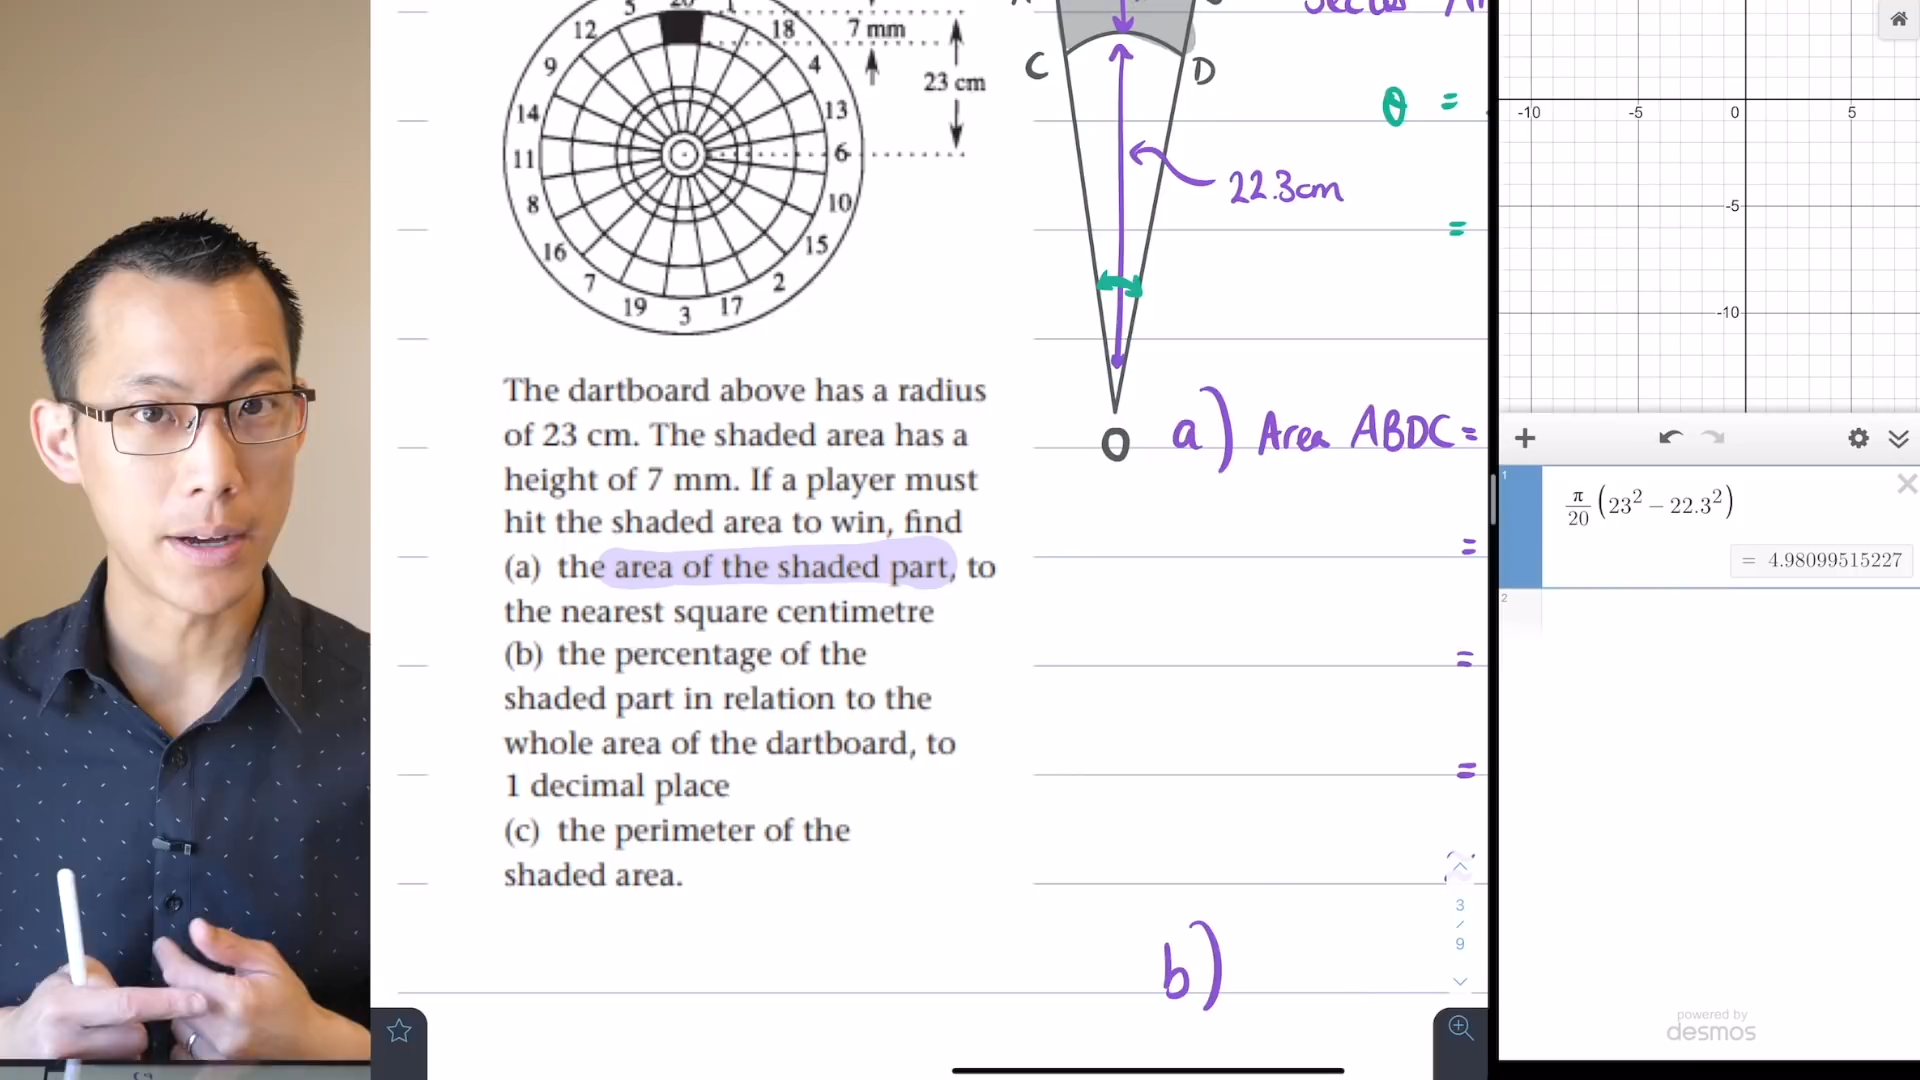 5 20 1
12 18 7 mm
9 4 23 cm
14 13
11 6
8 10
16 15
7 2
19 17
3
The dartboard above has a radius
of 23 cm. The shaded area has a
height of 7 mm. If a player must
hit the shaded area to win, find
(a) the area of the shaded part, to
the nearest square centimetre
(b) the percentage of the
shaded part in relation to the
whole area of the dartboard, to
1 decimal place
(c) the perimeter of the
shaded area.
C D
θ =
22.3cm
=
O
a) Area ABDC =
=
=
=
≈
b)
3
/
9
-10 -5 0 5
-5
-10
1
π/20 (23² − 22.3²)
= 4.98099515227
2
powered by
desmos